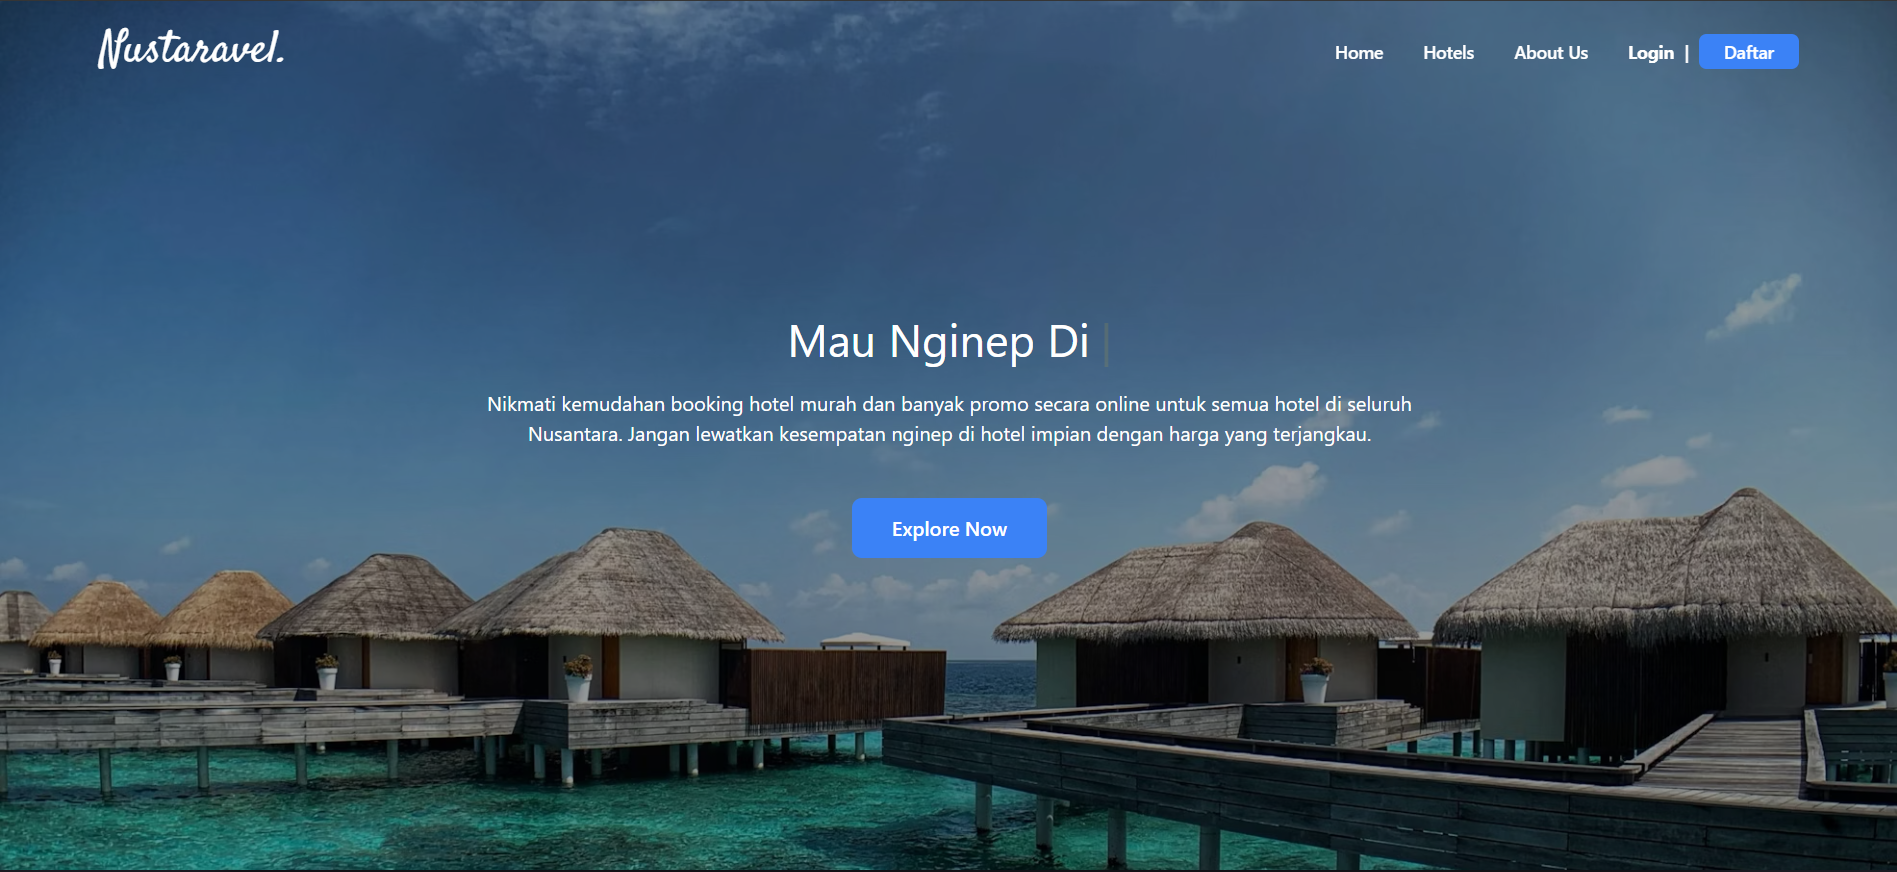 Nustaravel.
Home Hotels About Us Login | Daftar
Mau Nginep Di |
Nikmati kemudahan booking hotel murah dan banyak promo secara online untuk semua hotel di seluruh
Nusantara. Jangan lewatkan kesempatan nginep di hotel impian dengan harga yang terjangkau.
Explore Now